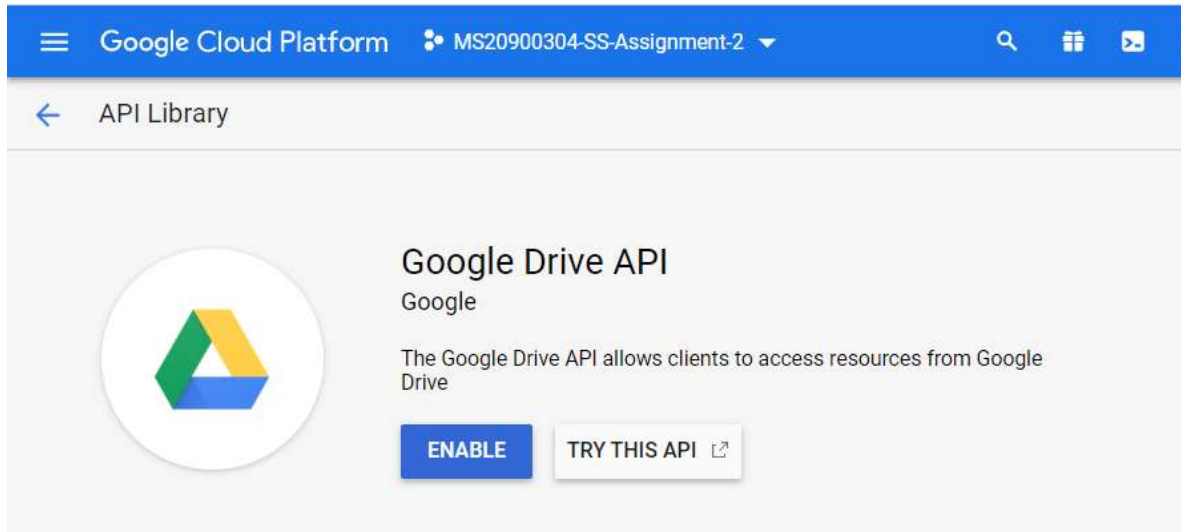 Google Cloud Platform MS20900304-SS-Assignment-2
API Library
Google Drive API
Google
The Google Drive API allows clients to access resources from Google
Drive
ENABLE TRY THIS API